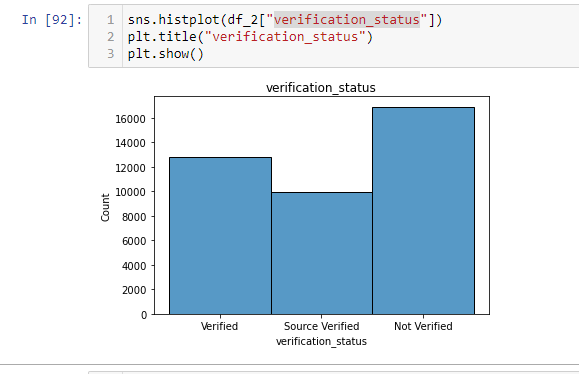 In [92]:
1 sns.histplot(df_2["verification_status"])
2 plt.title("verification_status")
3 plt.show()
verification_status
16000
14000
12000
10000
8000
6000
4000
2000
0
Count
Verified Source Verified Not Verified
verification_status